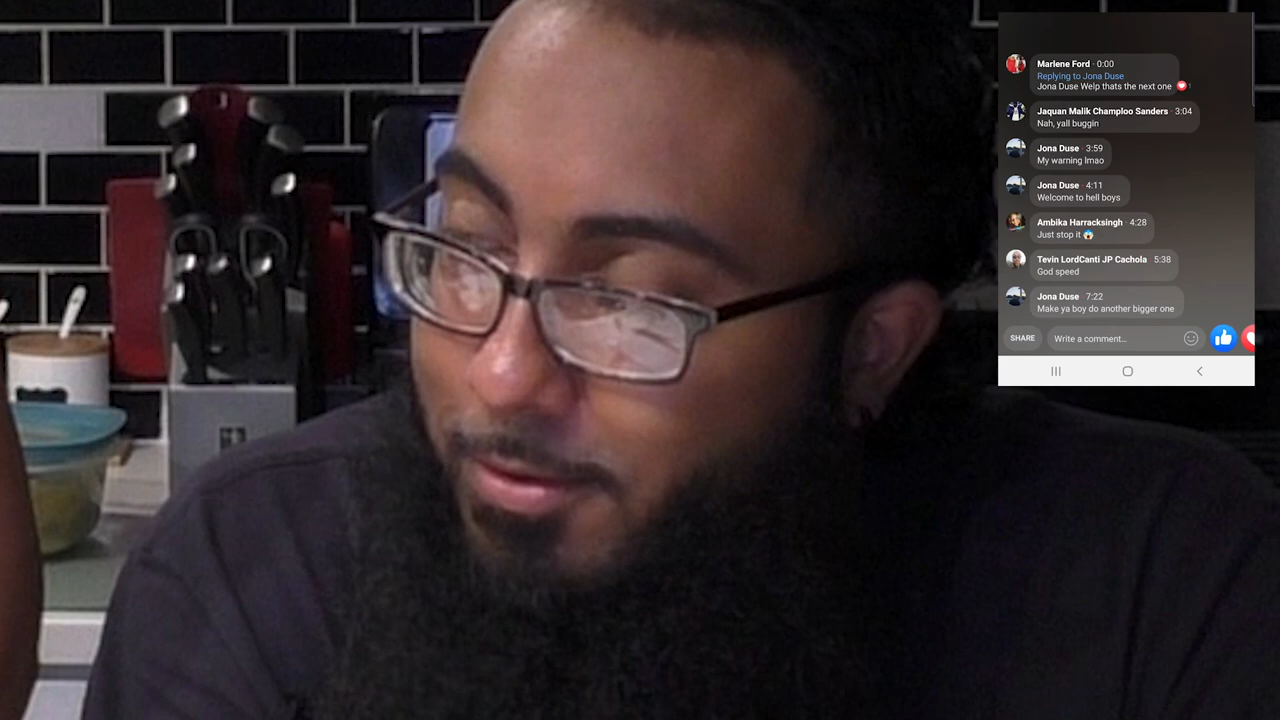 Marlene Ford · 0:00
Replying to Jona Duse
Jona Duse Welp thats the next one
1
Jaquan Malik Champloo Sanders · 3:04
Nah, yall buggin
Jona Duse · 3:59
My warning lmao
Jona Duse · 4:11
Welcome to hell boys
Ambika Harracksingh · 4:28
Just stop it 😱
Tevin LordCanti JP Cachola 5:38
God speed
Jona Duse · 7:22
Make ya boy do another bigger one
SHARE
Write a comment...